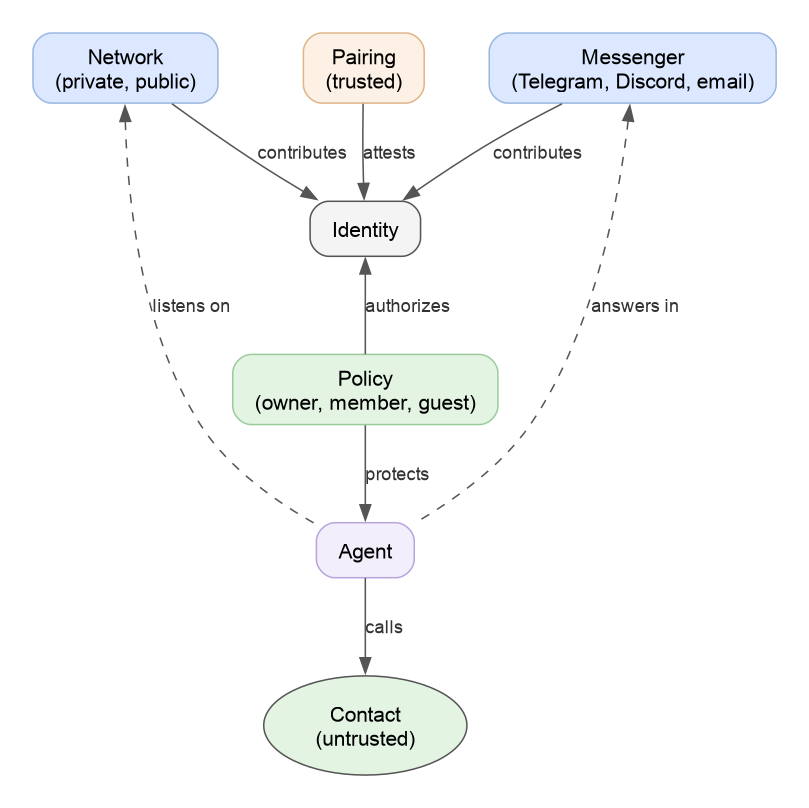 Network
(private, public)
Pairing
(trusted)
Messenger
(Telegram, Discord, email)
contributes
attests
contributes
Identity
listens on
authorizes
answers in
Policy
(owner, member, guest)
protects
Agent
calls
Contact
(untrusted)